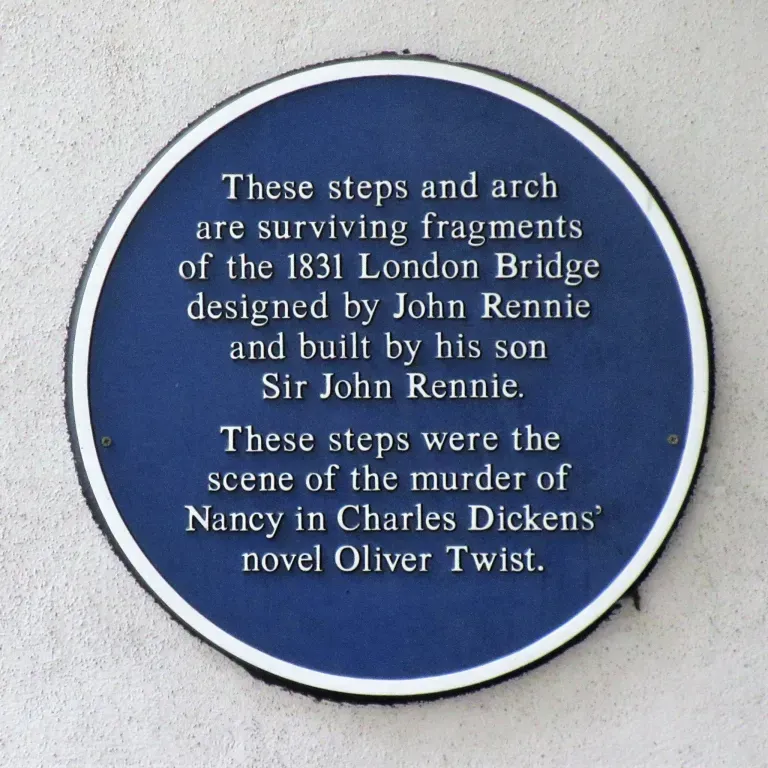 These steps and arch
are surviving fragments
of the 1831 London Bridge
designed by John Rennie
and built by his son
Sir John Rennie.
These steps were the
scene of the murder of
Nancy in Charles Dickens'
novel Oliver Twist.